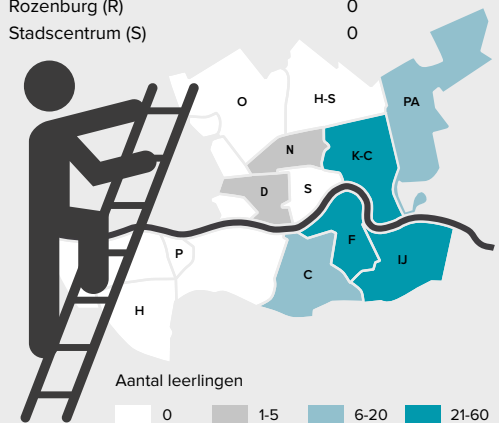 Rozenburg (R) 0
Stadscentrum (S) 0
O
H-S
PA
N
K-C
D
S
P
F
IJ
C
H
Aantal leerlingen
0 1-5 6-20 21-60